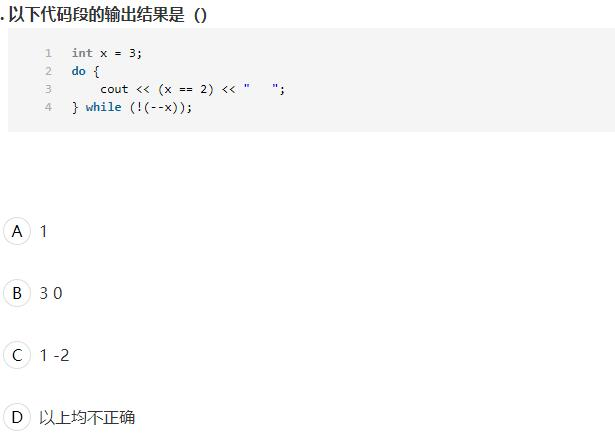 . 以下代码段的输出结果是（）
1 int x = 3;
2 do {
3     cout << (x == 2) << "   ";
4 } while (!(--x));
A 1
B 3 0
C 1 -2
D 以上均不正确